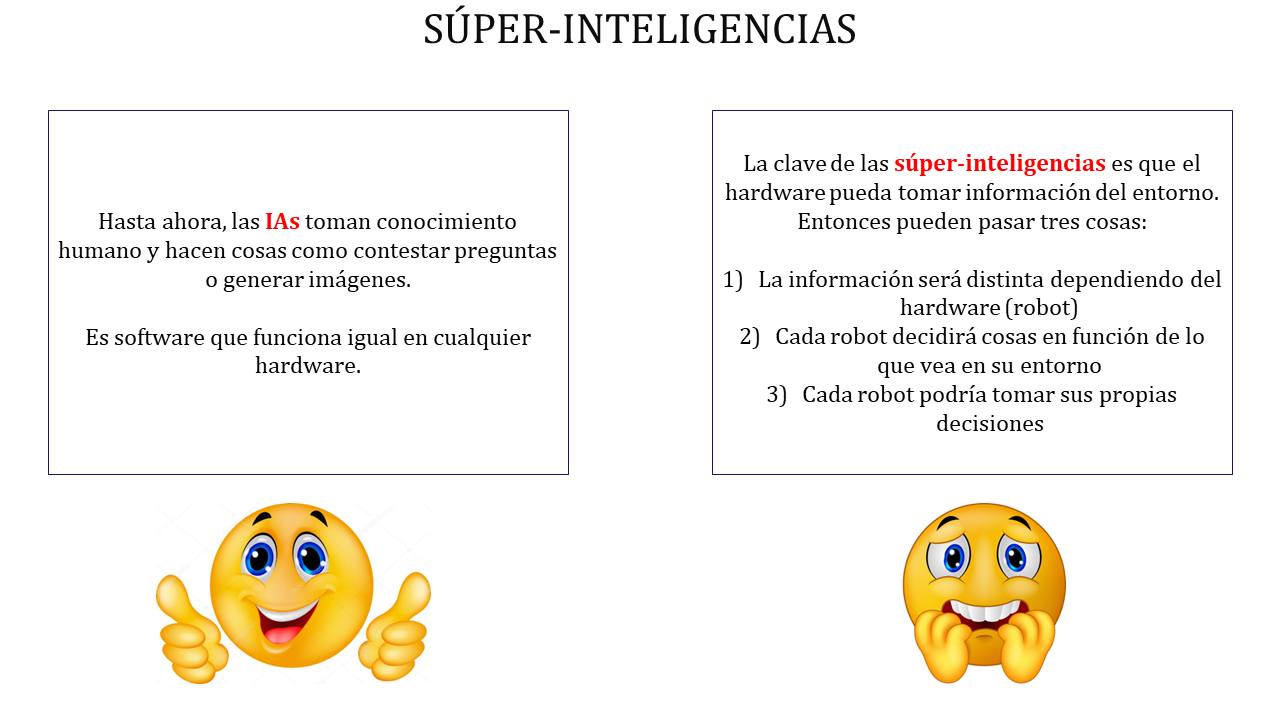 SÚPER-INTELIGENCIAS
Hasta ahora, las IAs toman conocimiento
humano y hacen cosas como contestar preguntas
o generar imágenes.
Es software que funciona igual en cualquier
hardware.
La clave de las súper-inteligencias es que el
hardware pueda tomar información del entorno.
Entonces pueden pasar tres cosas:
1) La información será distinta dependiendo del
hardware (robot)
2) Cada robot decidirá cosas en función de lo
que vea en su entorno
3) Cada robot podría tomar sus propias
decisiones